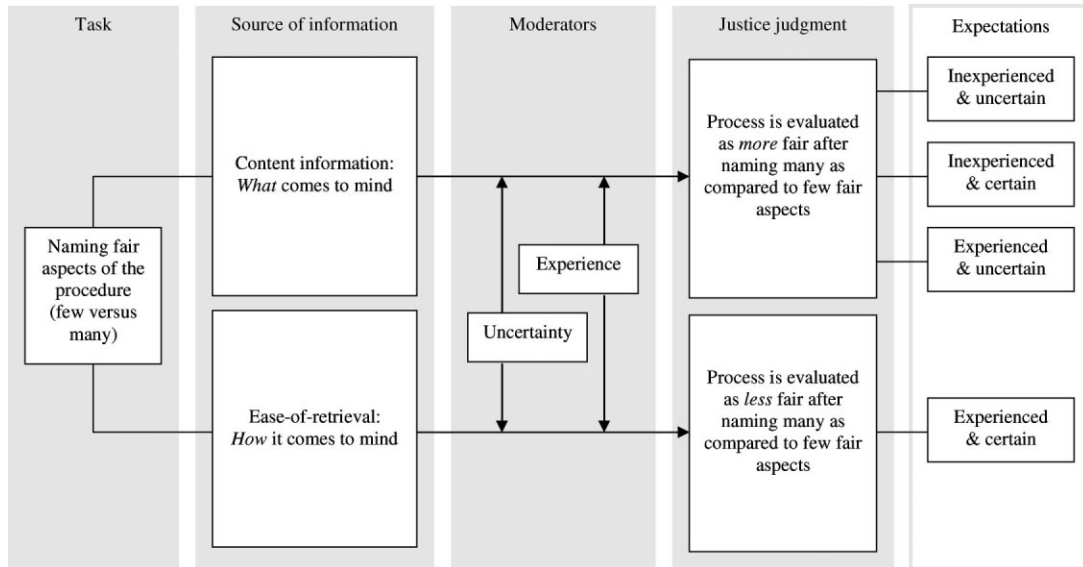 Task
Source of information
Moderators
Justice judgment
Expectations
Naming fair
aspects of the
procedure
(few versus
many)
Content information:
What comes to mind
Ease-of-retrieval:
How it comes to mind
Experience
Uncertainty
Process is evaluated
as more fair after
naming many as
compared to few fair
aspects
Process is evaluated
as less fair after
naming many as
compared to few fair
aspects
Inexperienced
& uncertain
Inexperienced
& certain
Experienced
& uncertain
Experienced
& certain